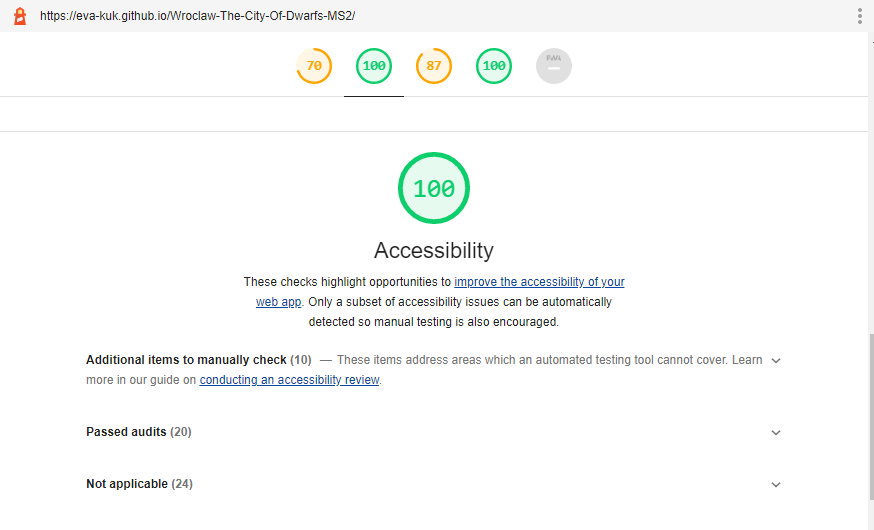 https://eva-kuk.github.io/Wroclaw-The-City-Of-Dwarfs-MS2/
70 100 87 100 PWA
100
Accessibility
These checks highlight opportunities to improve the accessibility of your
web app. Only a subset of accessibility issues can be automatically
detected so manual testing is also encouraged.
Additional items to manually check (10) — These items address areas which an automated testing tool cannot cover. Learn
more in our guide on conducting an accessibility review.
Passed audits (20)
Not applicable (24)